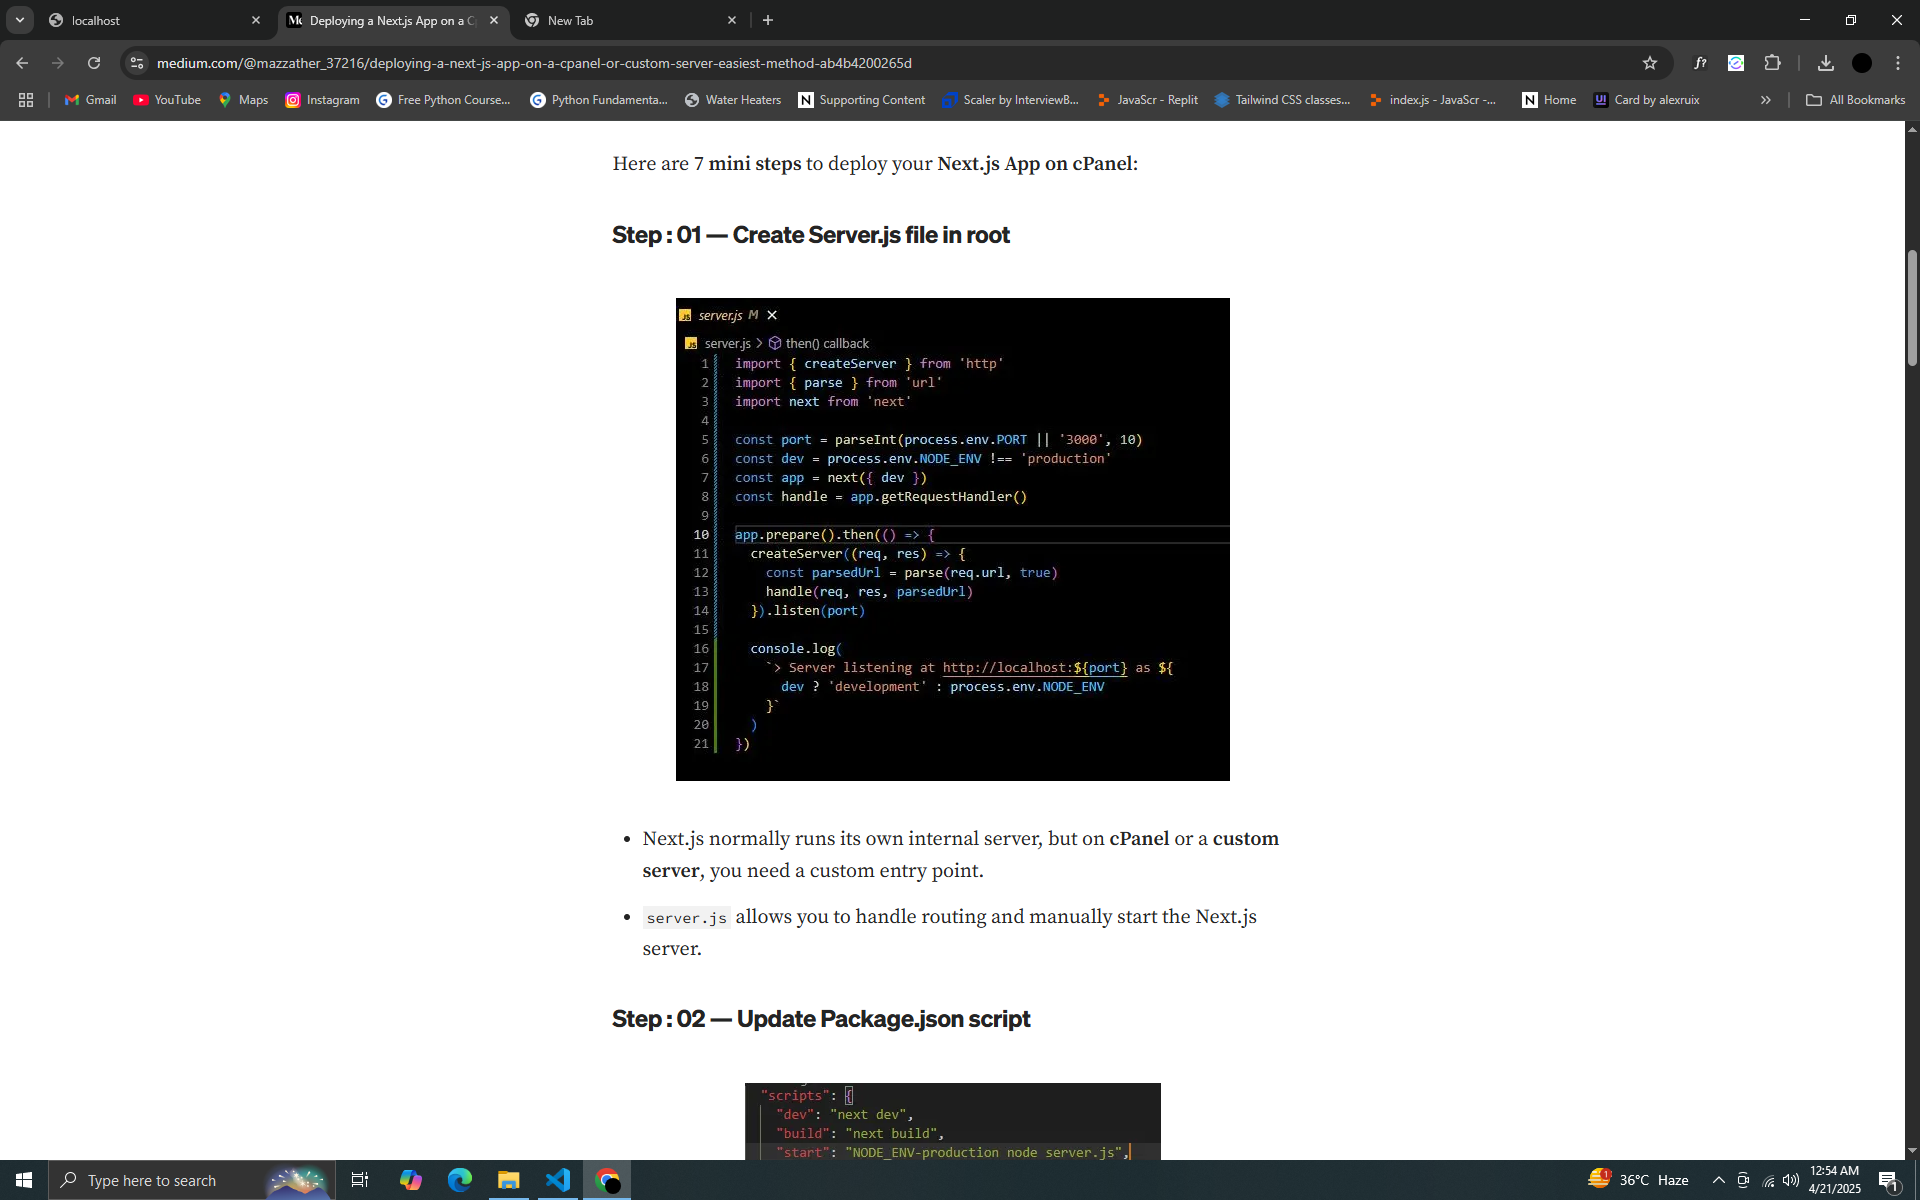 localhost
Deploying a Next.js App on a C
New Tab
medium.com/@mazzather_37216/deploying-a-next-js-app-on-a-cpanel-or-custom-server-easiest-method-ab4b4200265d
f?
Gmail
YouTube
Maps
Instagram
Free Python Course...
Python Fundamenta...
Water Heaters
Supporting Content
Scaler by InterviewB...
JavaScr - Replit
Tailwind CSS classes...
index.js - JavaScr -...
Home
Card by alexruix
All Bookmarks
Here are 7 mini steps to deploy your Next.js App on cPanel:
Step : 01 — Create Server.js file in root
JS server.js M
JS server.js > then() callback
1 import { createServer } from 'http'
2 import { parse } from 'url'
3 import next from 'next'
4
5 const port = parseInt(process.env.PORT || '3000', 10)
6 const dev = process.env.NODE_ENV !== 'production'
7 const app = next({ dev })
8 const handle = app.getRequestHandler()
9
10 app.prepare().then(() => {
11 createServer((req, res) => {
12 const parsedUrl = parse(req.url, true)
13 handle(req, res, parsedUrl)
14 }).listen(port)
15
16 console.log(
17 `> Server listening at http://localhost:${port} as ${
18 dev ? 'development' : process.env.NODE_ENV
19 }`
20 )
21 })
• Next.js normally runs its own internal server, but on cPanel or a custom
server, you need a custom entry point.
• server.js allows you to handle routing and manually start the Next.js
server.
Step : 02 — Update Package.json script
"scripts": {
"dev": "next dev",
"build": "next build",
"start": "NODE_ENV-production node server.js",
Type here to search
1
36°C Haze
12:54 AM
4/21/2025
1